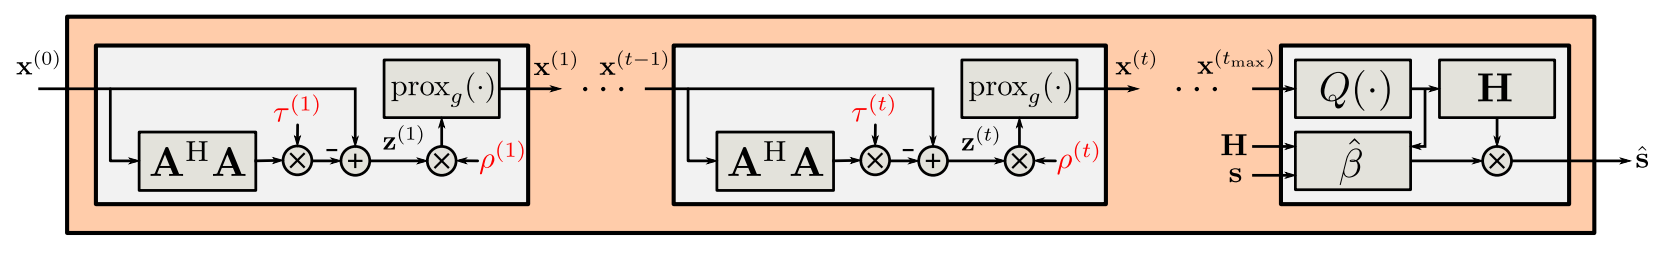 x^(0)
A^H A
τ^(1)
-
+
z^(1)
prox_g(·)
ρ^(1)
x^(1)
···
x^(t−1)
A^H A
τ^(t)
-
+
z^(t)
prox_g(·)
ρ^(t)
x^(t)
···
x^(t_max)
Q(·)
H
H
s
β̂
ŝ